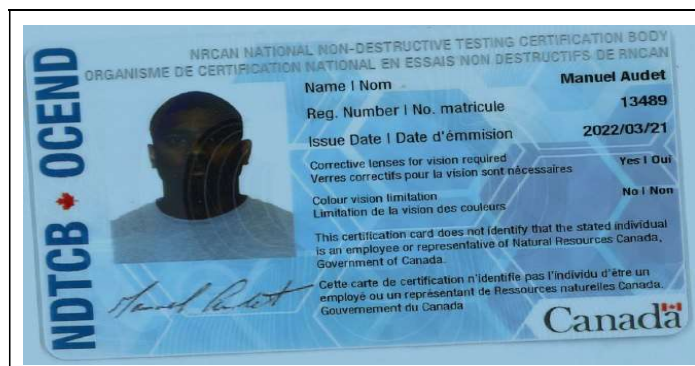 NRCAN NATIONAL NON-DESTRUCTIVE TESTING CERTIFICATION BODY
ORGANISME DE CERTIFICATION NATIONAL EN ESSAIS NON DESTRUCTIFS DE RNCAN
NDTCB OCEND
Name | Nom Manuel Audet
Reg. Number | No. matricule 13489
Issue Date | Date d'émmision 2022/03/21
Corrective lenses for vision required Yes | Oui
Verres correctifs pour la vision sont nécessaires
Colour vision limitation No | Non
Limitation de la vision des couleurs
This certification card does not identify that the stated individual
is an employee or representative of Natural Resources Canada,
Government of Canada.
Cette carte de certification n'identifie pas l'individu d'être un
employé ou un représentant de Ressources naturelles Canada,
Gouvernement du Canada
Manuel Audet
Canada